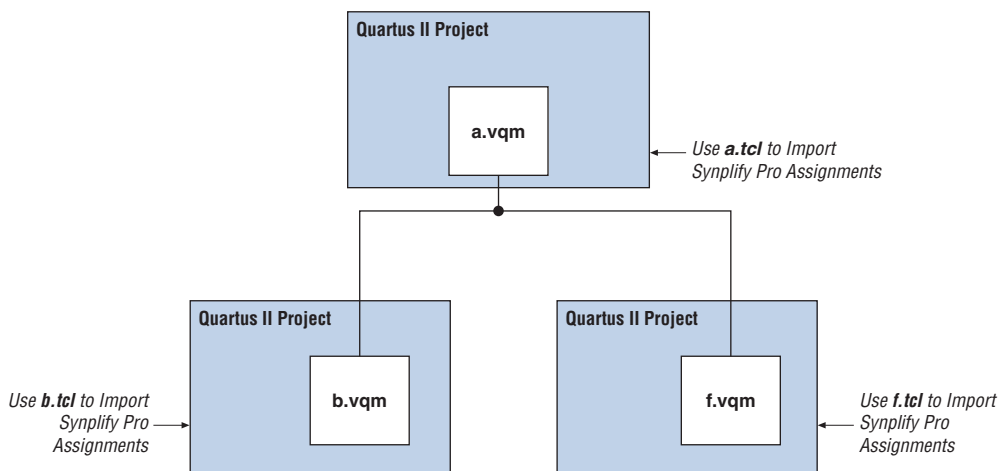 Quartus II Project
a.vqm
Use a.tcl to Import
Synplify Pro Assignments
Quartus II Project
b.vqm
Use b.tcl to Import
Synplify Pro
Assignments
Quartus II Project
f.vqm
Use f.tcl to Import
Synplify Pro
Assignments